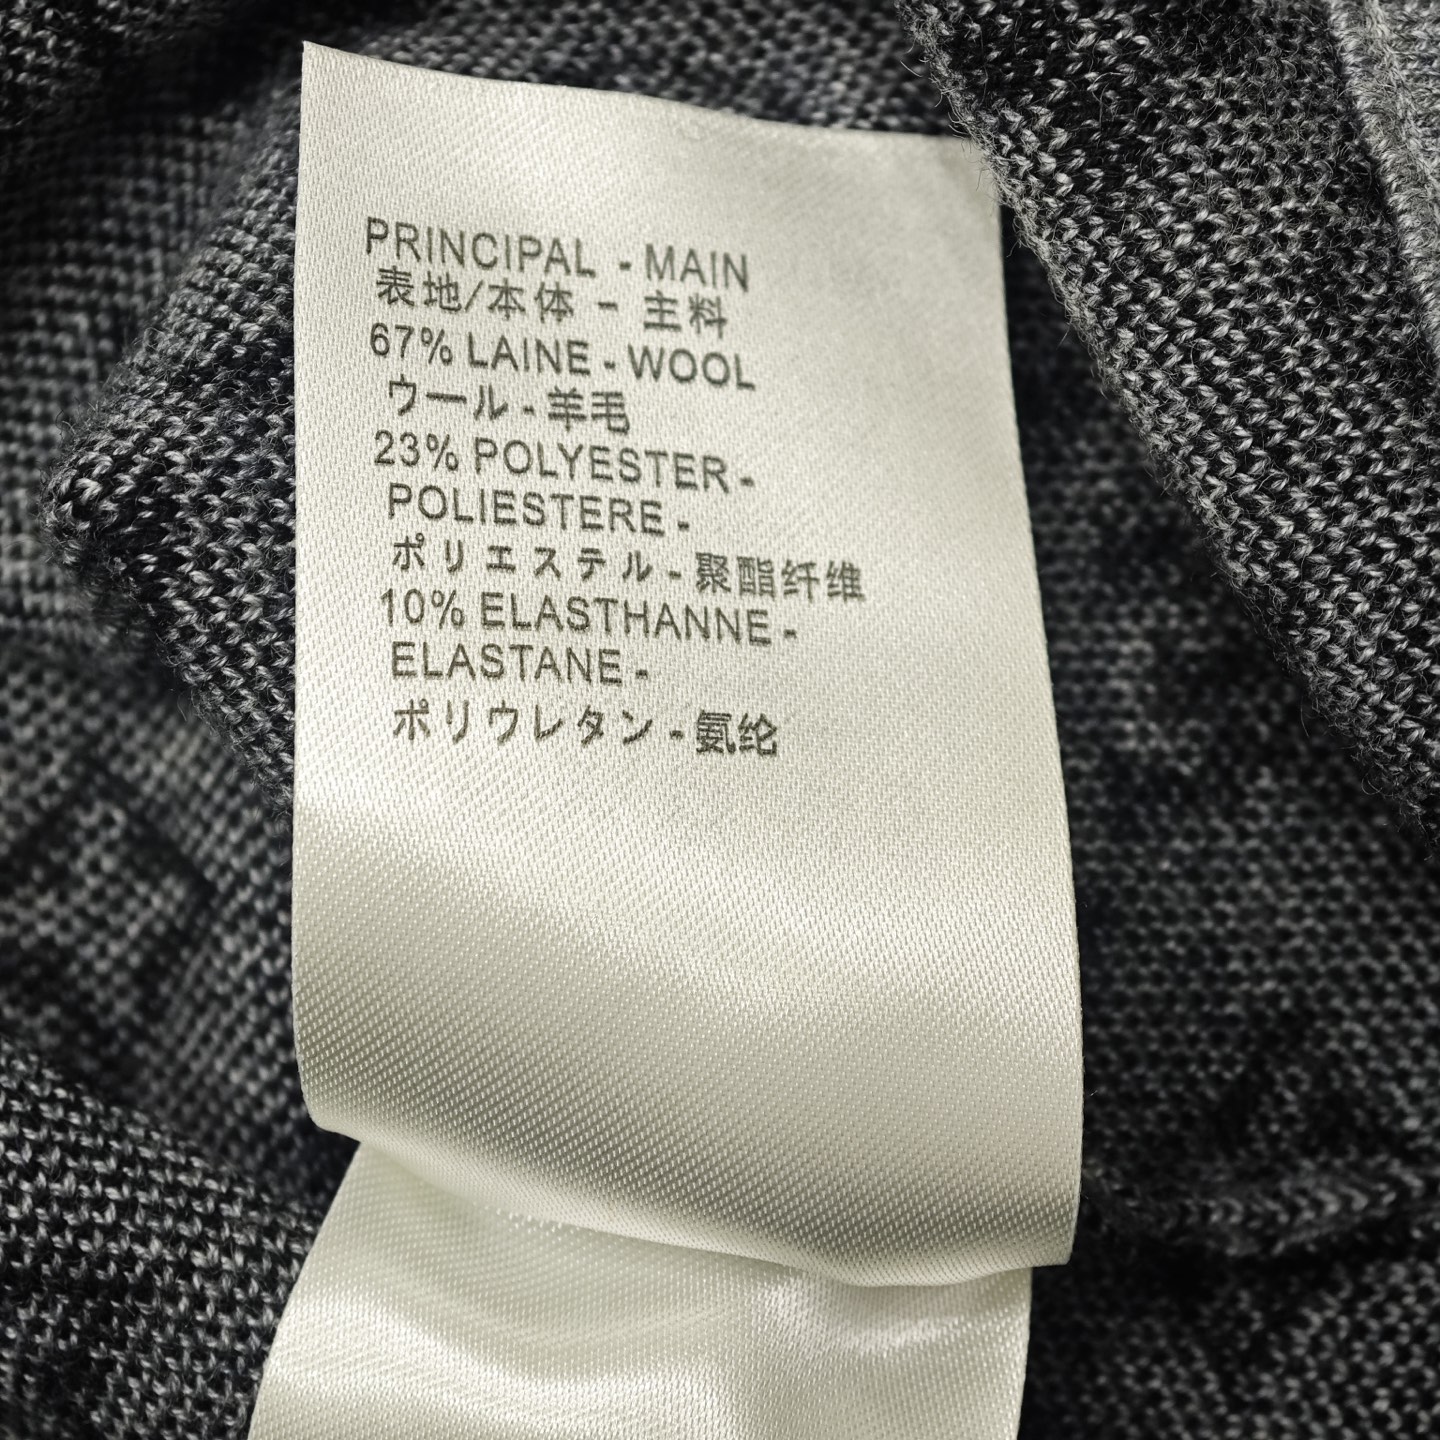 PRINCIPAL - MAIN
表地/本体 - 主料
67% LAINE - WOOL
ウール - 羊毛
23% POLYESTER -
POLIESTERE -
ポリエステル - 聚酯纤维
10% ELASTHANNE -
ELASTANE -
ポリウレタン - 氨纶